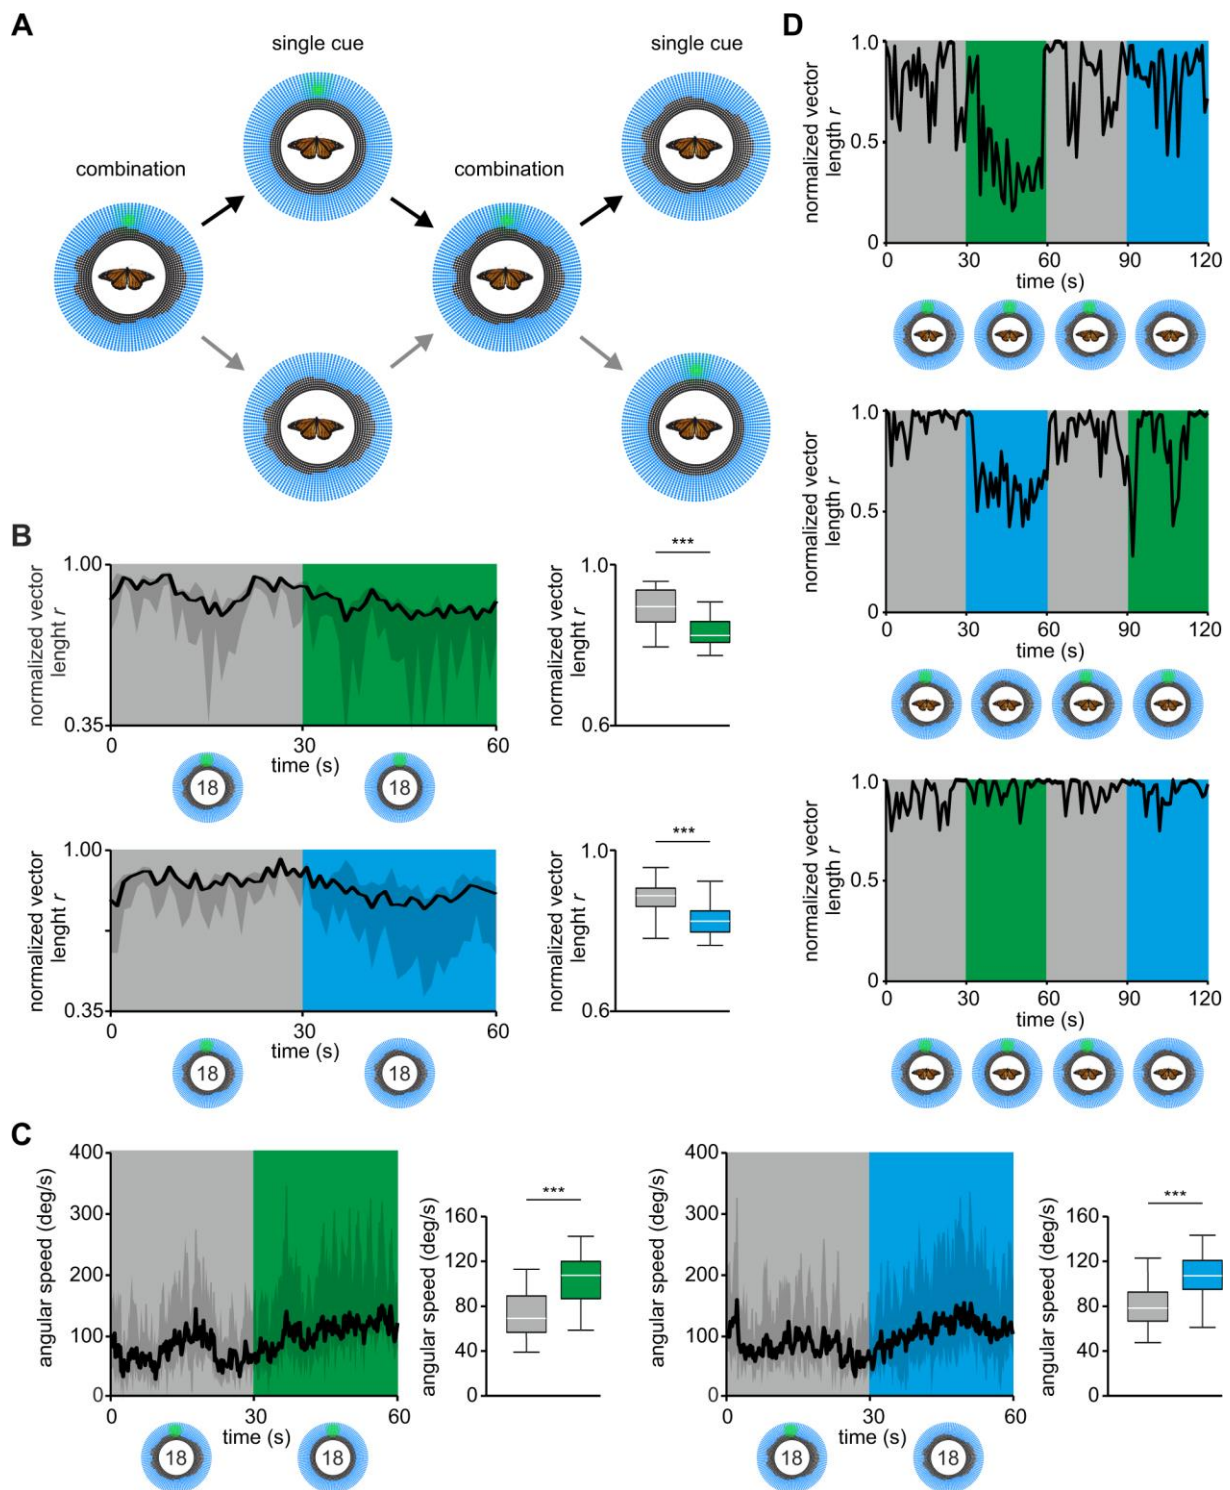 A
single cue
single cue
combination
combination
B
normalized vector
lenght r
1.00
0.35
0
30
60
time (s)
18
18
normalized vector
lenght r
1.0
0.6
***
normalized vector
lenght r
1.00
0.35
0
30
60
time (s)
18
18
normalized vector
lenght r
1.0
0.6
***
C
angular speed (deg/s)
400
300
200
100
0
0
30
60
time (s)
18
18
angular speed (deg/s)
160
120
80
40
0
***
angular speed (deg/s)
400
300
200
100
0
0
30
60
time (s)
18
18
angular speed (deg/s)
160
120
80
40
0
***
D
normalized vector
length r
1.0
0.5
0
0
30
60
90
120
time (s)
normalized vector
length r
1.0
0.5
0
0
30
60
90
120
time (s)
normalized vector
length r
1.0
0.5
0
0
30
60
90
120
time (s)